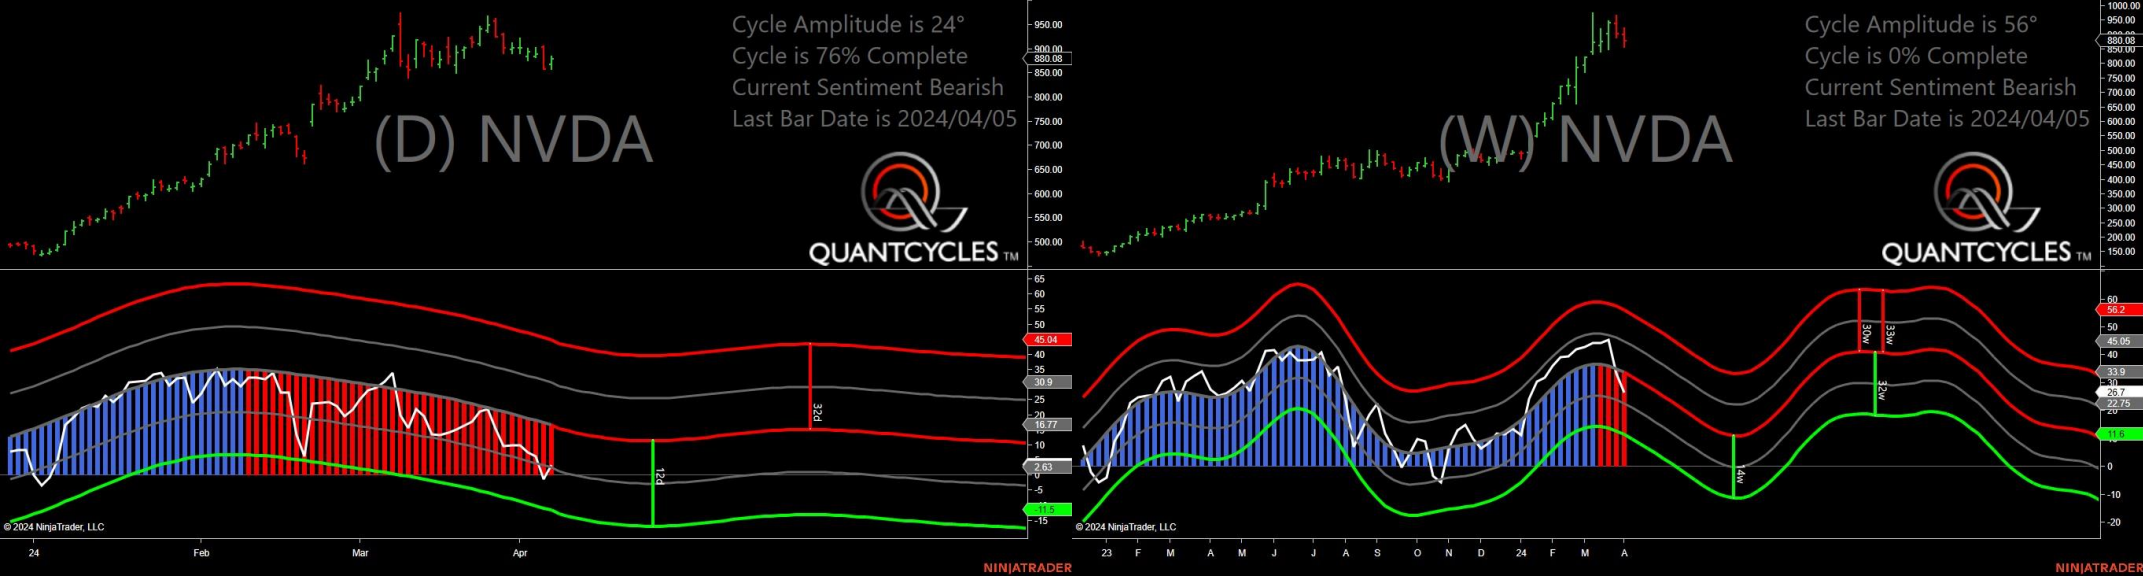 Cycle Amplitude is 24°
Cycle is 76% Complete
Current Sentiment Bearish
Last Bar Date is 2024/04/05
(D) NVDA
QUANTCYCLES TM
950.00
900.00
880.08
850.00
800.00
750.00
700.00
650.00
600.00
550.00
500.00
65
60
55
50
45.04
40
35
30.9
25
20
16.77
10
5
2.63
0
-5
-11.5
-15
32d
12d
© 2024 NinjaTrader, LLC
24 Feb Mar Apr
NINJATRADER
Cycle Amplitude is 56°
Cycle is 0% Complete
Current Sentiment Bearish
Last Bar Date is 2024/04/05
(W) NVDA
QUANTCYCLES TM
1000.00
950.00
880.08
850.00
800.00
750.00
700.00
650.00
600.00
550.00
500.00
450.00
400.00
350.00
300.00
250.00
200.00
150.00
60
56.2
50
45.05
40
33.9
30
26.7
22.75
20
11.6
0
-10
-20
30w
33w
32w
14w
© 2024 NinjaTrader, LLC
23 F M A M J J A S O N D 24 F M A
NINJATRADER